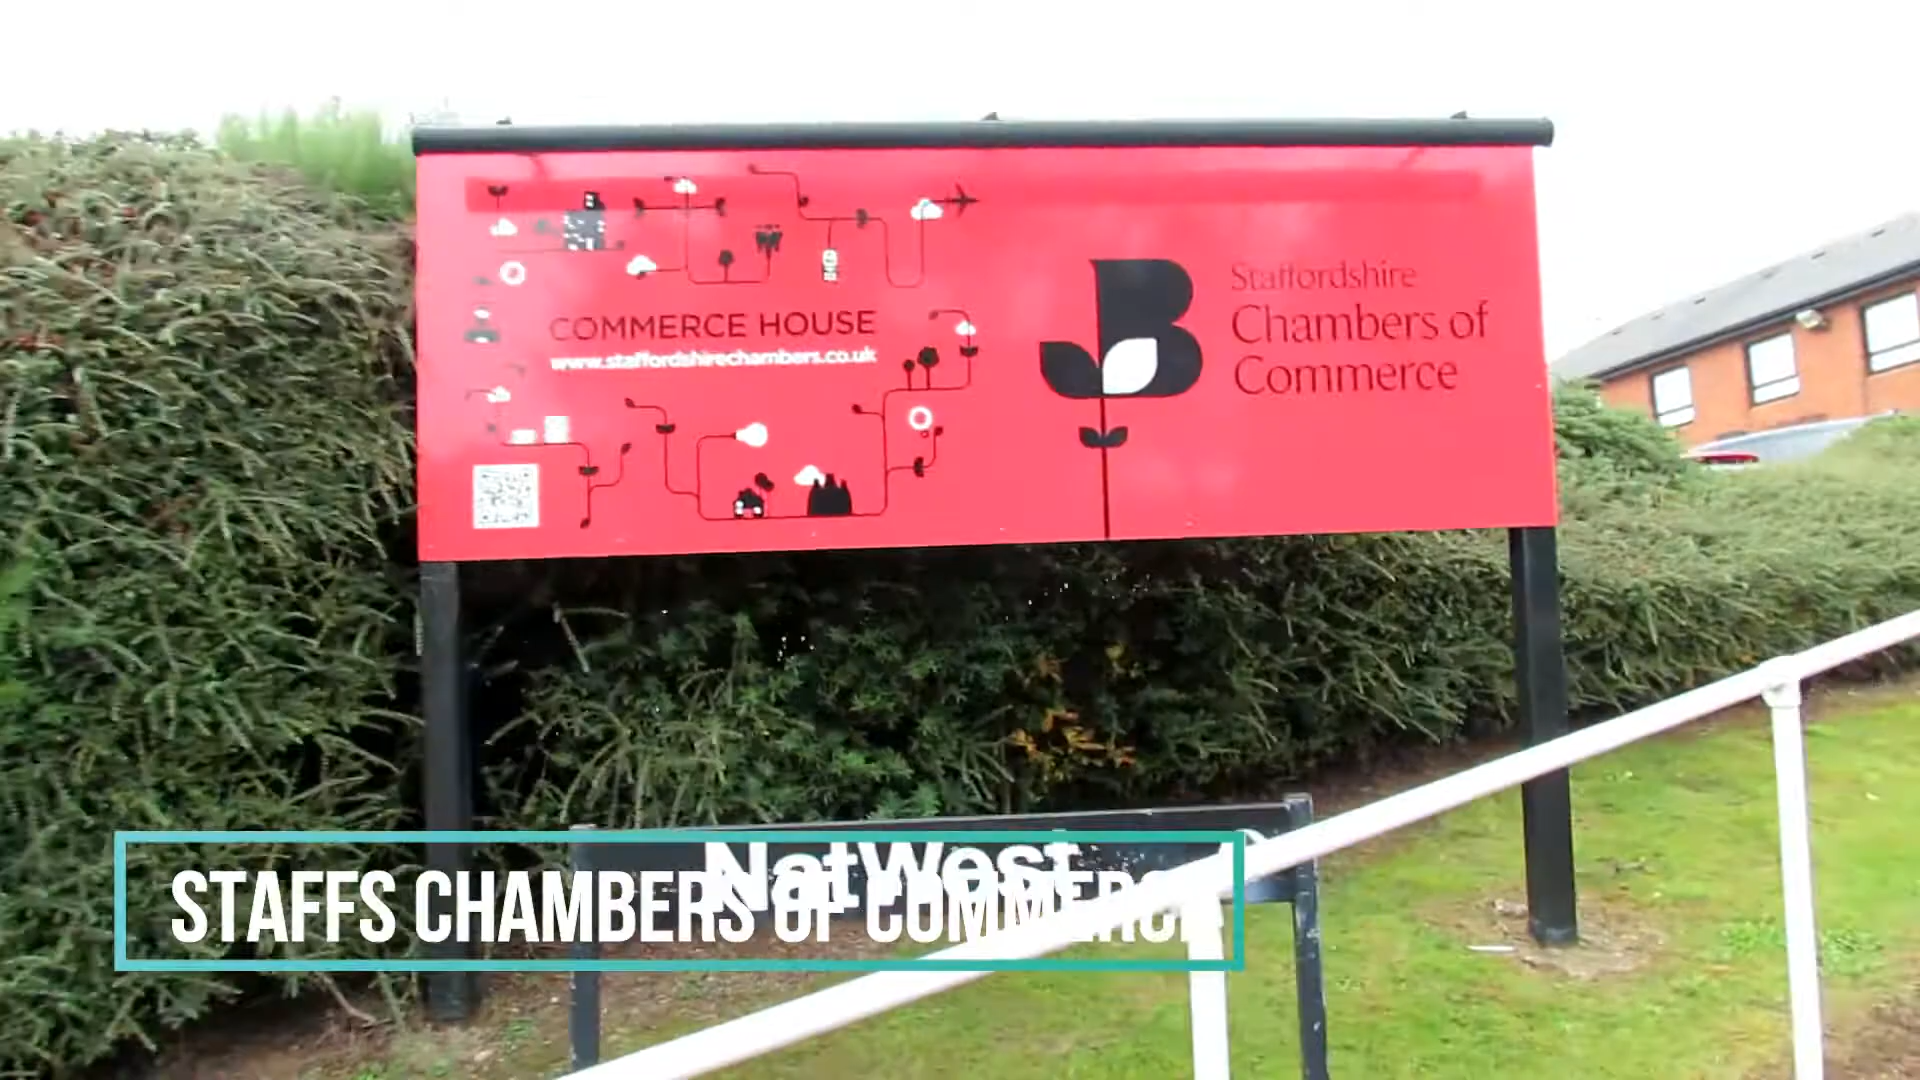 COMMERCE HOUSE
www.staffordshirechambers.co.uk
Staffordshire
Chambers of
Commerce
NatWest
STAFFS CHAMBERS OF COMMERCE